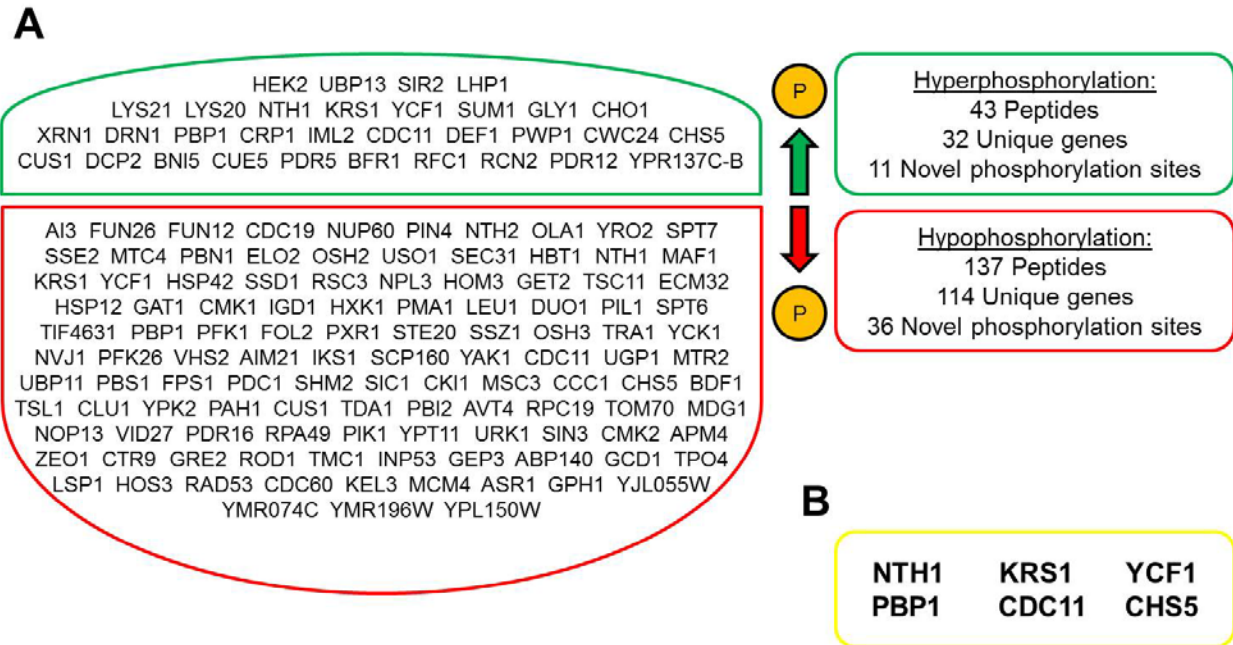 A
HEK2 UBP13 SIR2 LHP1
LYS21 LYS20 NTH1 KRS1 YCF1 SUM1 GLY1 CHO1
XRN1 DRN1 PBP1 CRP1 IML2 CDC11 DEF1 PWP1 CWC24 CHS5
CUS1 DCP2 BNI5 CUE5 PDR5 BFR1 RFC1 RCN2 PDR12 YPR137C-B
P
Hyperphosphorylation:
43 Peptides
32 Unique genes
11 Novel phosphorylation sites
AI3 FUN26 FUN12 CDC19 NUP60 PIN4 NTH2 OLA1 YRO2 SPT7
SSE2 MTC4 PBN1 ELO2 OSH2 USO1 SEC31 HBT1 NTH1 MAF1
KRS1 YCF1 HSP42 SSD1 RSC3 NPL3 HOM3 GET2 TSC11 ECM32
HSP12 GAT1 CMK1 IGD1 HXK1 PMA1 LEU1 DUO1 PIL1 SPT6
TIF4631 PBP1 PFK1 FOL2 PXR1 STE20 SSZ1 OSH3 TRA1 YCK1
NVJ1 PFK26 VHS2 AIM21 IKS1 SCP160 YAK1 CDC11 UGP1 MTR2
UBP11 PBS1 FPS1 PDC1 SHM2 SIC1 CKI1 MSC3 CCC1 CHS5 BDF1
TSL1 CLU1 YPK2 PAH1 CUS1 TDA1 PBI2 AVT4 RPC19 TOM70 MDG1
NOP13 VID27 PDR16 RPA49 PIK1 YPT11 URK1 SIN3 CMK2 APM4
ZEO1 CTR9 GRE2 ROD1 TMC1 INP53 GEP3 ABP140 GCD1 TPO4
LSP1 HOS3 RAD53 CDC60 KEL3 MCM4 ASR1 GPH1 YJL055W
YMR074C YMR196W YPL150W
P
Hypophosphorylation:
137 Peptides
114 Unique genes
36 Novel phosphorylation sites
B
NTH1 KRS1 YCF1
PBP1 CDC11 CHS5